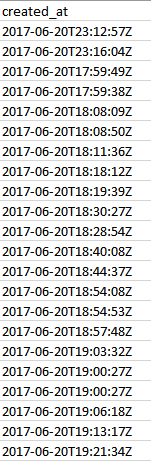 created_at
2017-06-20T23:12:57Z
2017-06-20T23:16:04Z
2017-06-20T17:59:49Z
2017-06-20T17:59:38Z
2017-06-20T18:08:09Z
2017-06-20T18:08:50Z
2017-06-20T18:11:36Z
2017-06-20T18:18:12Z
2017-06-20T18:19:39Z
2017-06-20T18:30:27Z
2017-06-20T18:28:54Z
2017-06-20T18:40:08Z
2017-06-20T18:44:37Z
2017-06-20T18:54:08Z
2017-06-20T18:54:53Z
2017-06-20T18:57:48Z
2017-06-20T19:03:32Z
2017-06-20T19:00:27Z
2017-06-20T19:00:27Z
2017-06-20T19:06:18Z
2017-06-20T19:13:17Z
2017-06-20T19:21:34Z